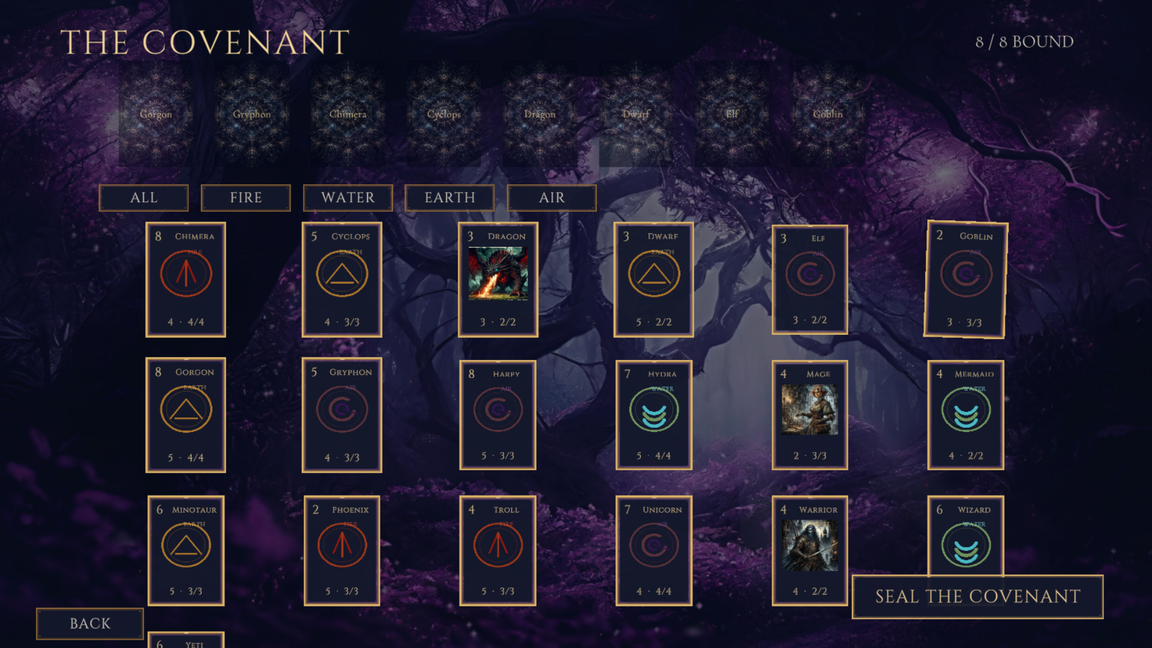 THE COVENANT
8 / 8 BOUND
Gorgon Gryphon Chimera Cyclops Dragon Dwarf Elf Goblin
ALL FIRE WATER EARTH AIR
8 CHIMERA
FIRE
4 · 4/4
5 CYCLOPS
EARTH
4 · 3/3
3 DRAGON
3 · 2/2
3 DWARF
EARTH
5 · 2/2
3 ELF
AIR
3 · 2/2
2 GOBLIN
AIR
3 · 3/3
8 GORGON
EARTH
5 · 4/4
5 GRYPHON
AIR
4 · 3/3
8 HARPY
AIR
5 · 3/3
7 HYDRA
WATER
5 · 4/4
4 MAGE
2 · 3/3
4 MERMAID
WATER
4 · 2/2
6 MINOTAUR
EARTH
5 · 3/3
2 PHOENIX
FIRE
5 · 3/3
4 TROLL
FIRE
5 · 3/3
7 UNICORN
AIR
4 · 4/4
4 WARRIOR
4 · 2/2
6 WIZARD
WATER
SEAL THE COVENANT
BACK
6 YETI